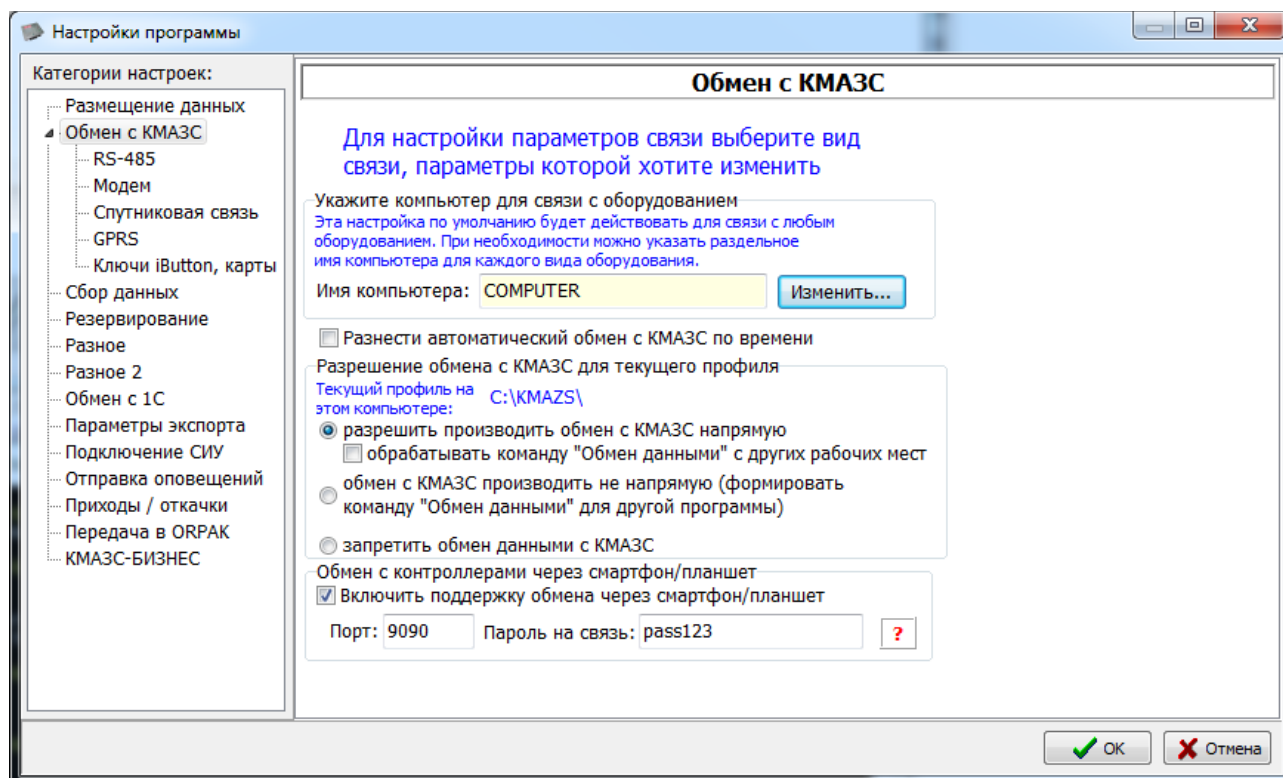 Настройки программы
Категории настроек:
Размещение данных
Обмен с КМАЗС
RS-485
Модем
Спутниковая связь
GPRS
Ключи iButton, карты
Сбор данных
Резервирование
Разное
Разное 2
Обмен с 1С
Параметры экспорта
Подключение СИУ
Отправка оповещений
Приходы / откачки
Передача в ORPAK
КМАЗС-БИЗНЕС
Обмен с КМАЗС
Для настройки параметров связи выберите вид
связи, параметры которой хотите изменить
Укажите компьютер для связи с оборудованием
Эта настройка по умолчанию будет действовать для связи с любым
оборудованием. При необходимости можно указать раздельное
имя компьютера для каждого вида оборудования.
Имя компьютера: COMPUTER Изменить...
Разнести автоматический обмен с КМАЗС по времени
Разрешение обмена с КМАЗС для текущего профиля
Текущий профиль на
этом компьютере: C:\KMAZS\
разрешить производить обмен с КМАЗС напрямую
обрабатывать команду "Обмен данными" с других рабочих мест
обмен с КМАЗС производить не напрямую (формировать
команду "Обмен данными" для другой программы)
запретить обмен данными с КМАЗС
Обмен с контроллерами через смартфон/планшет
Включить поддержку обмена через смартфон/планшет
Порт: 9090 Пароль на связь: pass123 ?
OK Отмена